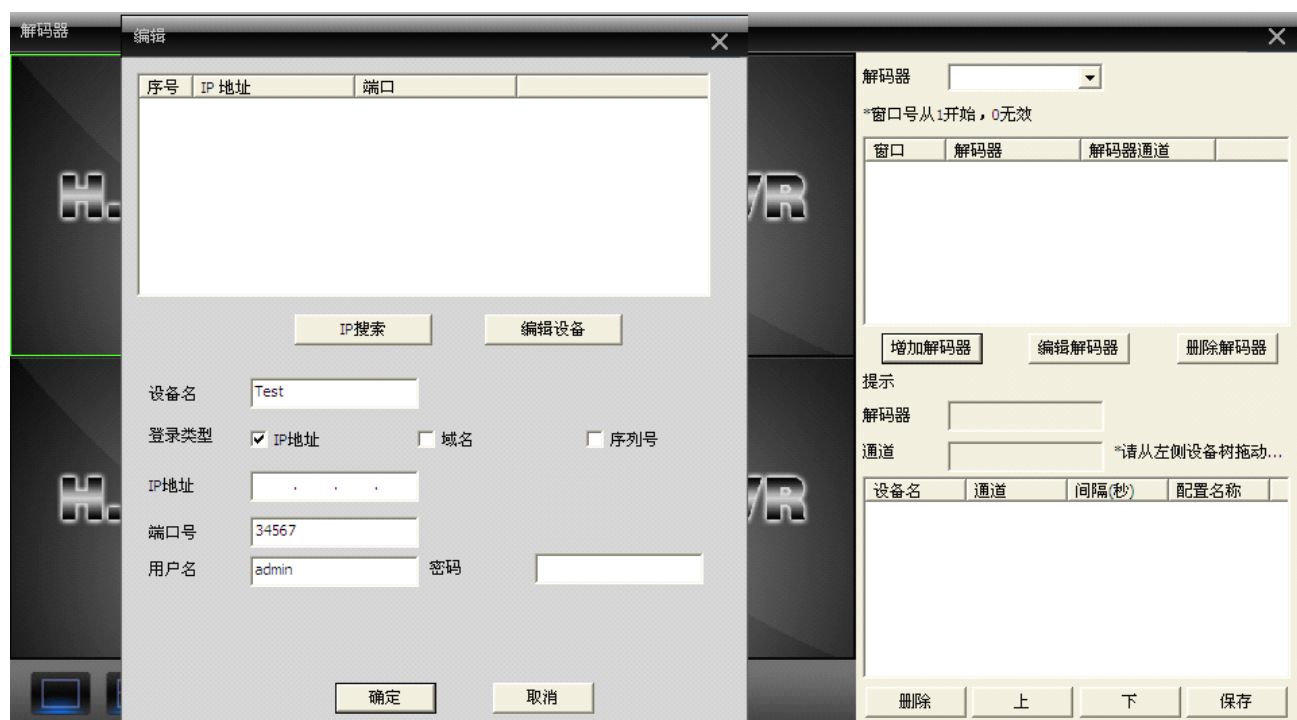 解码器
编辑
序号 IP 地址 端口
IP搜索 编辑设备
设备名 Test
登录类型 IP地址 域名 序列号
IP地址 . . .
端口号 34567
用户名 admin 密码
确定 取消
H.
VR
H.
VR
解码器
*窗口号从1开始，0无效
窗口 解码器 解码器通道
增加解码器 编辑解码器 删除解码器
提示
解码器
通道 *请从左侧设备树拖动...
设备名 通道 间隔(秒) 配置名称
删除 上 下 保存